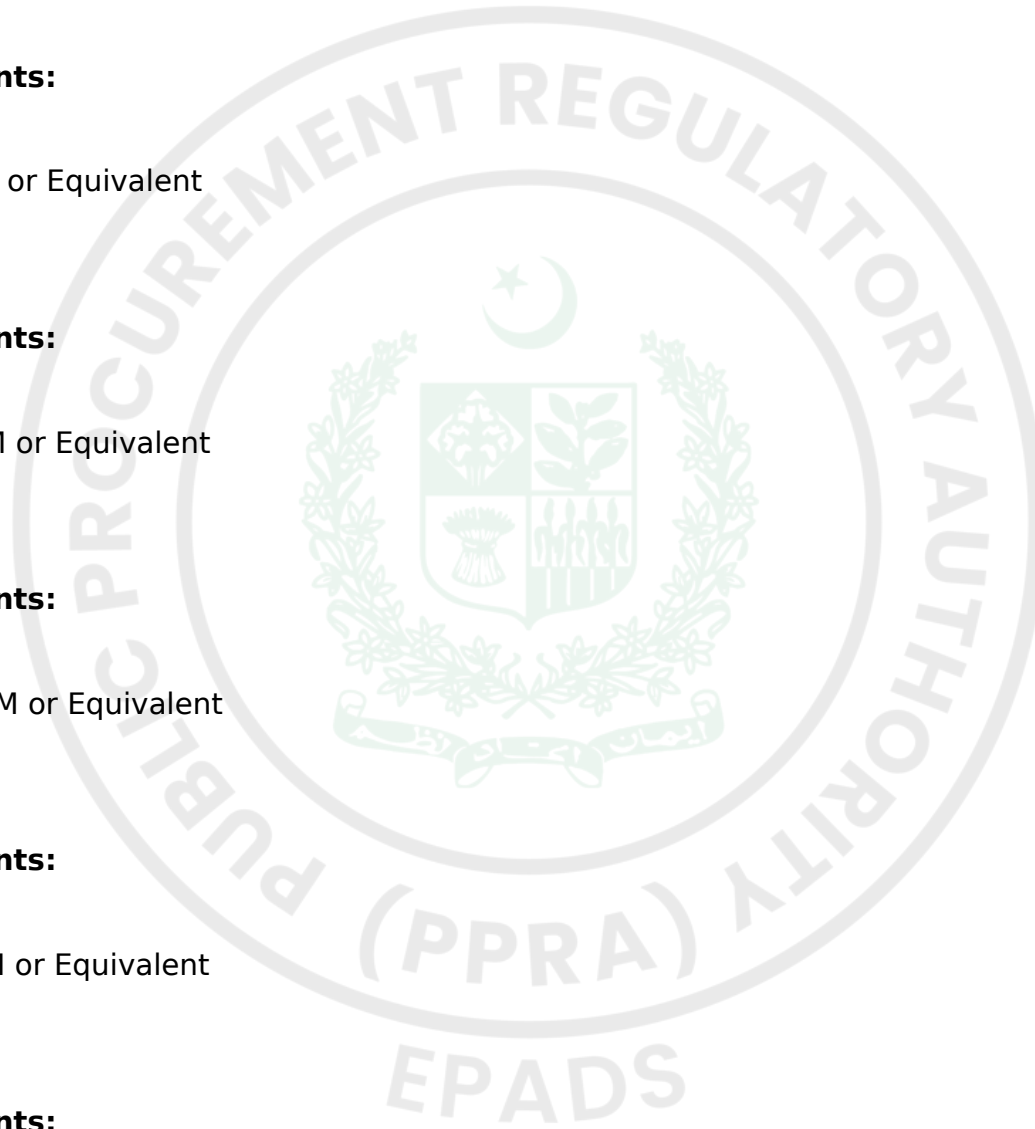 nts:
or Equivalent
nts:
M or Equivalent
nts:
M or Equivalent
nts:
or Equivalent
nts:
PUBLIC PROCUREMENT REGULATORY AUTHORITY
(PPRA)
EPADS